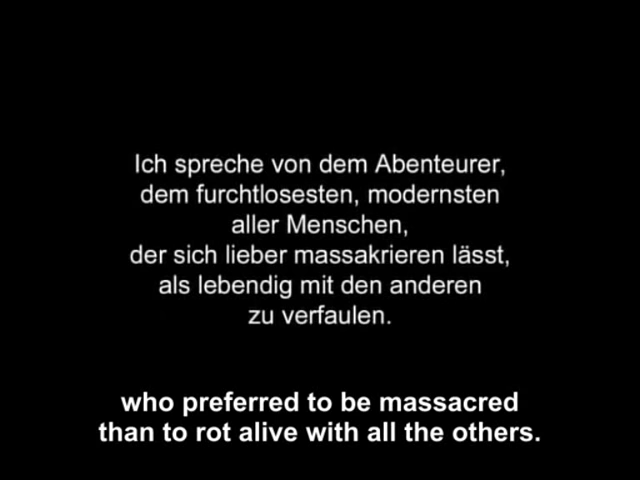 Ich spreche von dem Abenteurer,
dem furchtlosesten, modernsten
aller Menschen,
der sich lieber massakrieren lässt,
als lebendig mit den anderen
zu verfaulen.
who preferred to be massacred
than to rot alive with all the others.